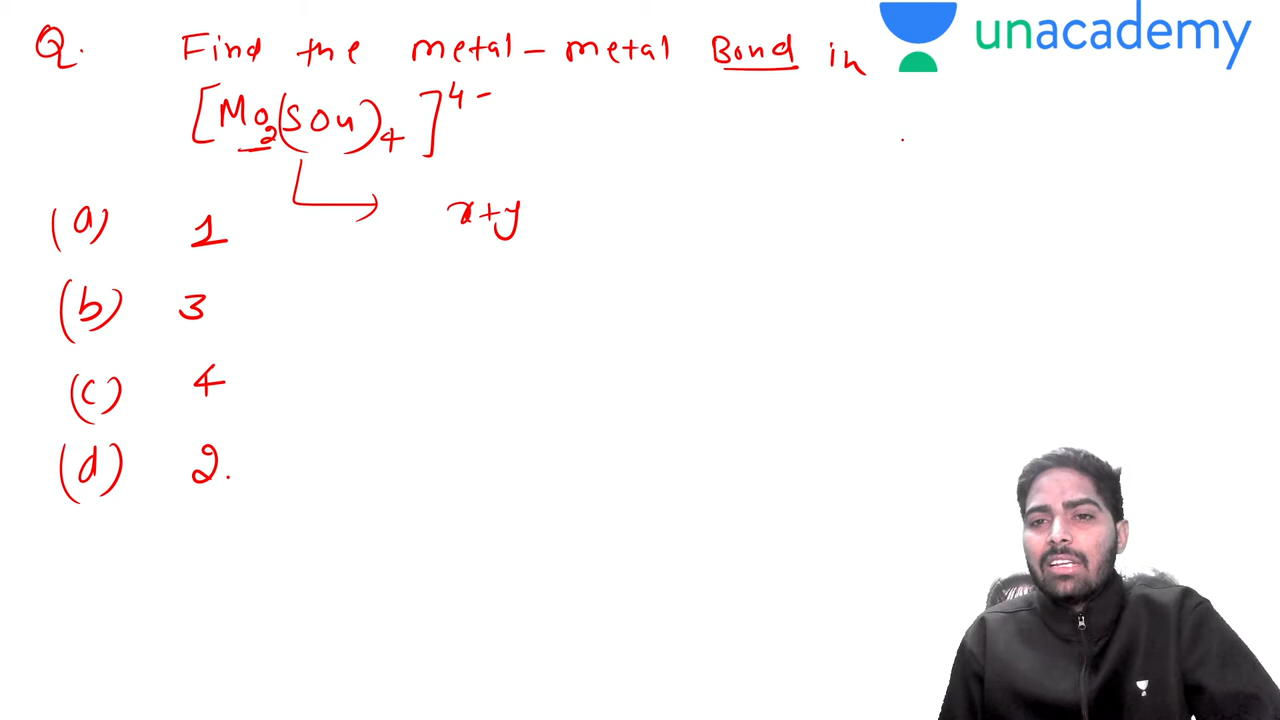 Q. Find the metal - metal Bond in
unacademy
[Mo2(SO4)4]4-
x+y
(a) 1
(b) 3
(c) 4
(d) 2.